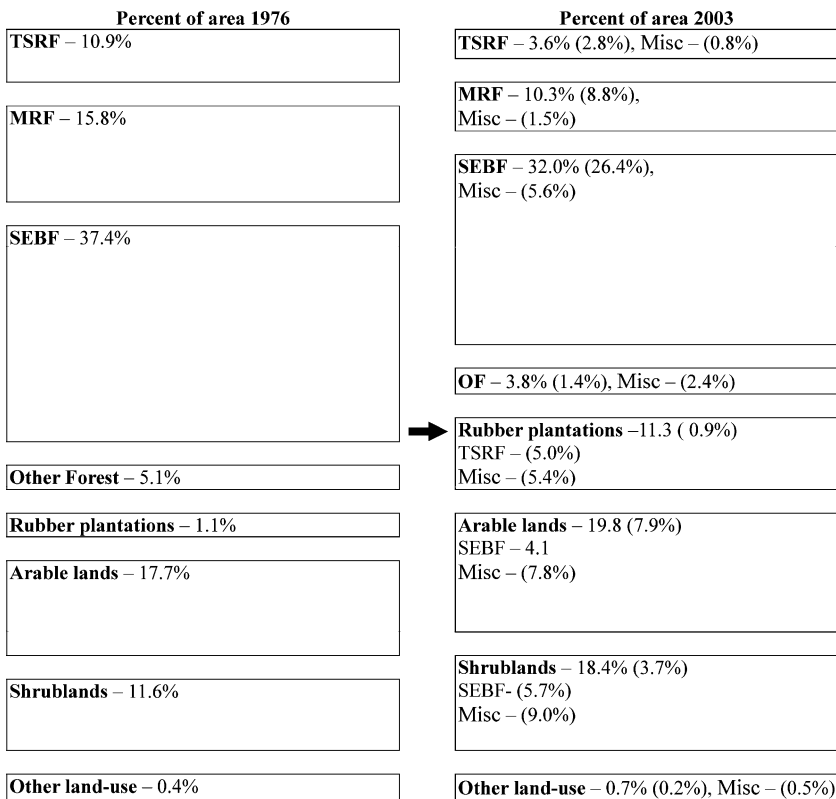 Percent of area 1976
TSRF – 10.9%
MRF – 15.8%
SEBF – 37.4%
Other Forest – 5.1%
Rubber plantations – 1.1%
Arable lands – 17.7%
Shrublands – 11.6%
Other land-use – 0.4%
Percent of area 2003
TSRF – 3.6% (2.8%), Misc – (0.8%)
MRF – 10.3% (8.8%),
Misc – (1.5%)
SEBF – 32.0% (26.4%),
Misc – (5.6%)
OF – 3.8% (1.4%), Misc – (2.4%)
Rubber plantations –11.3 ( 0.9%)
TSRF – (5.0%)
Misc – (5.4%)
Arable lands – 19.8 (7.9%)
SEBF – 4.1
Misc – (7.8%)
Shrublands – 18.4% (3.7%)
SEBF- (5.7%)
Misc – (9.0%)
Other land-use – 0.7% (0.2%), Misc – (0.5%)